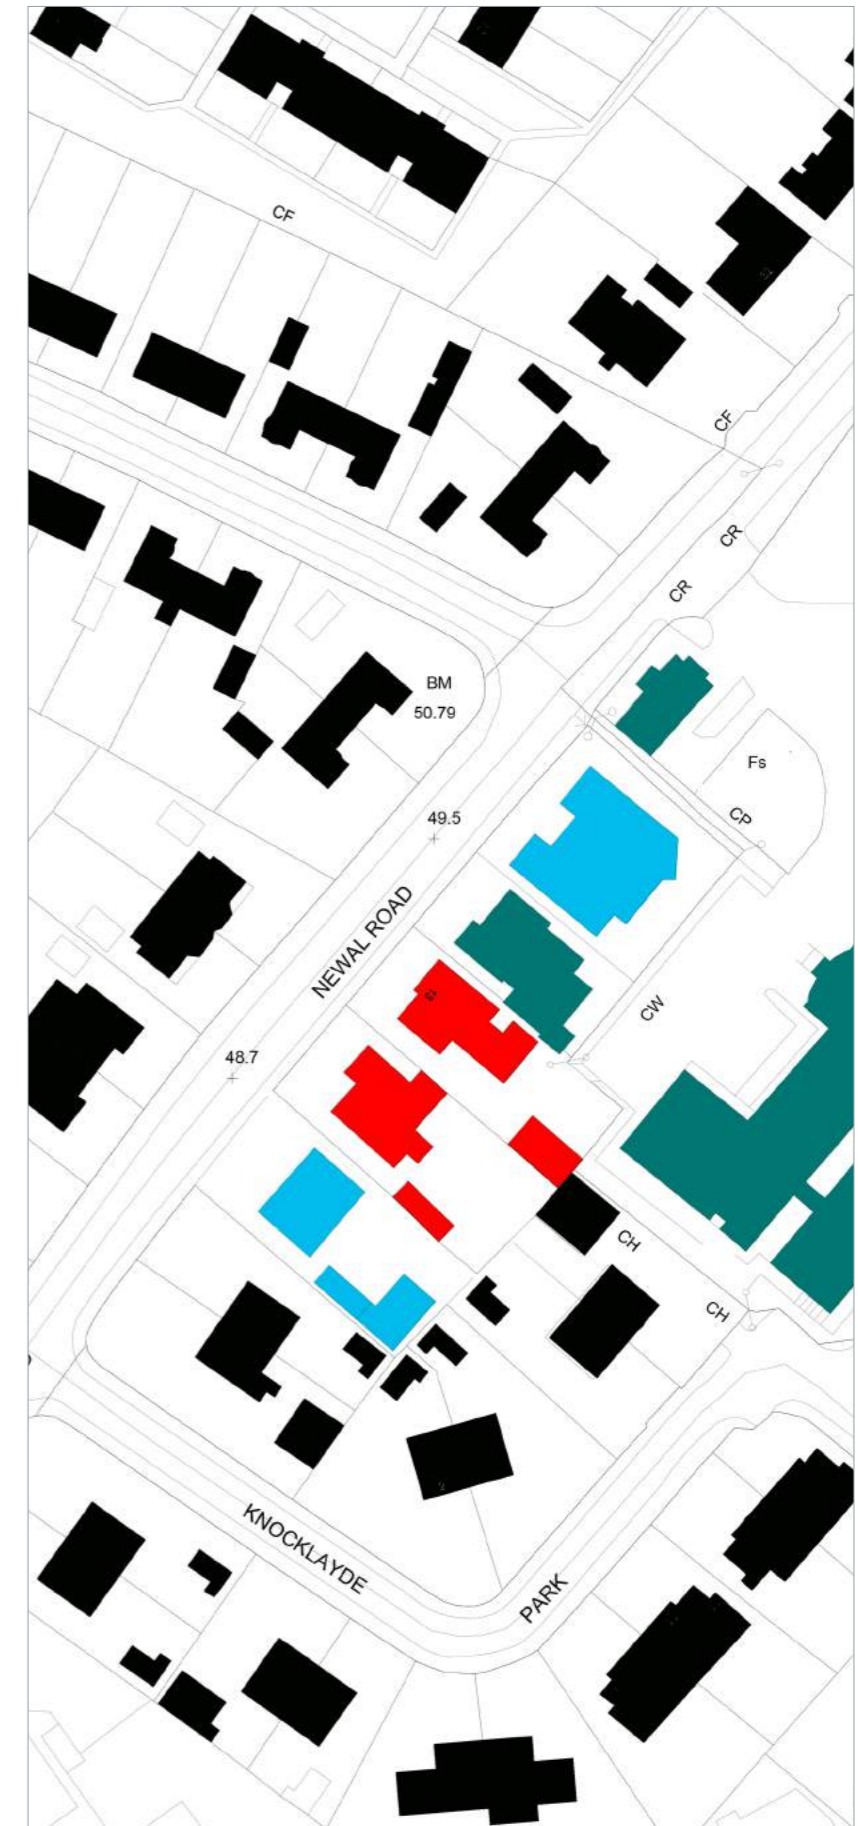 CF
CF
CR
CR
BM
50.79
Fs
CP
49.5
NEWAL ROAD
CW
48.7
CH
CH
KNOCKLAYDE
PARK